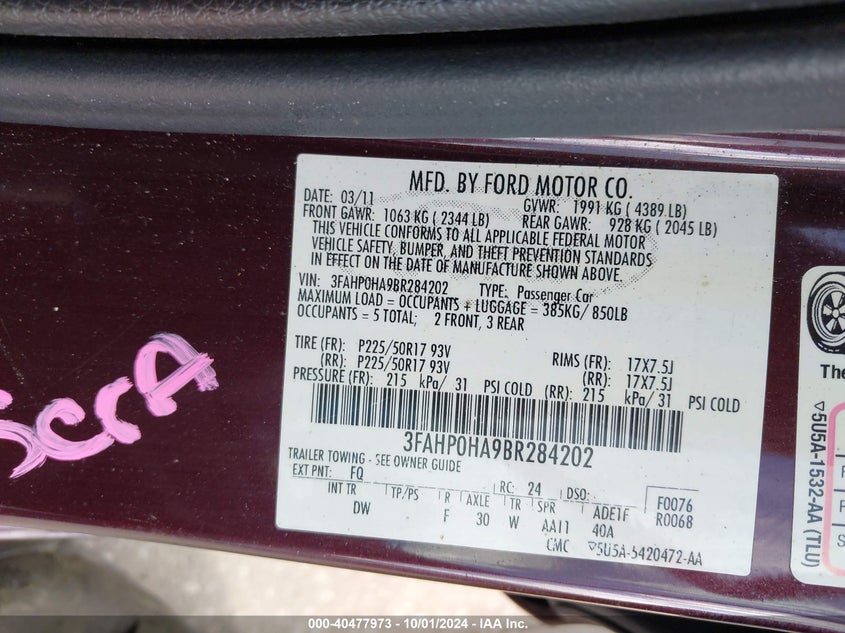 MFD. BY FORD MOTOR CO.
DATE: 03/11 GVWR: 1991 KG ( 4389 LB)
FRONT GAWR: 1063 KG ( 2344 LB) REAR GAWR: 928 KG ( 2045 LB)
THIS VEHICLE CONFORMS TO ALL APPLICABLE FEDERAL MOTOR
VEHICLE SAFETY, BUMPER, AND THEFT PREVENTION STANDARDS
IN EFFECT ON THE DATE OF MANUFACTURE SHOWN ABOVE.
VIN: 3FAHP0HA9BR284202 TYPE: Passenger Car
MAXIMUM LOAD = OCCUPANTS + LUGGAGE = 385KG/ 850LB
OCCUPANTS = 5 TOTAL; 2 FRONT, 3 REAR
TIRE (FR): P225/50R17 93V RIMS (FR): 17X7.5J
(RR): P225/50R17 93V (RR): 17X7.5J
PRESSURE (FR): 215 kPa/ 31 PSI COLD (RR): 215 kPa/ 31 PSI COLD
3FAHP0HA9BR284202
TRAILER TOWING - SEE OWNER GUIDE
EXT PNT: FQ RC: 24 DSO: F0076
INT TR TP/PS R AXLE TR SPR ADE1F R0068
DW F 30 W AAI1 40A
CMC ▽5U5A-5420472-AA
The
▽5U5A-1532-AA (TLU)
000-40477973 | 10/01/2024 - IAA Inc.